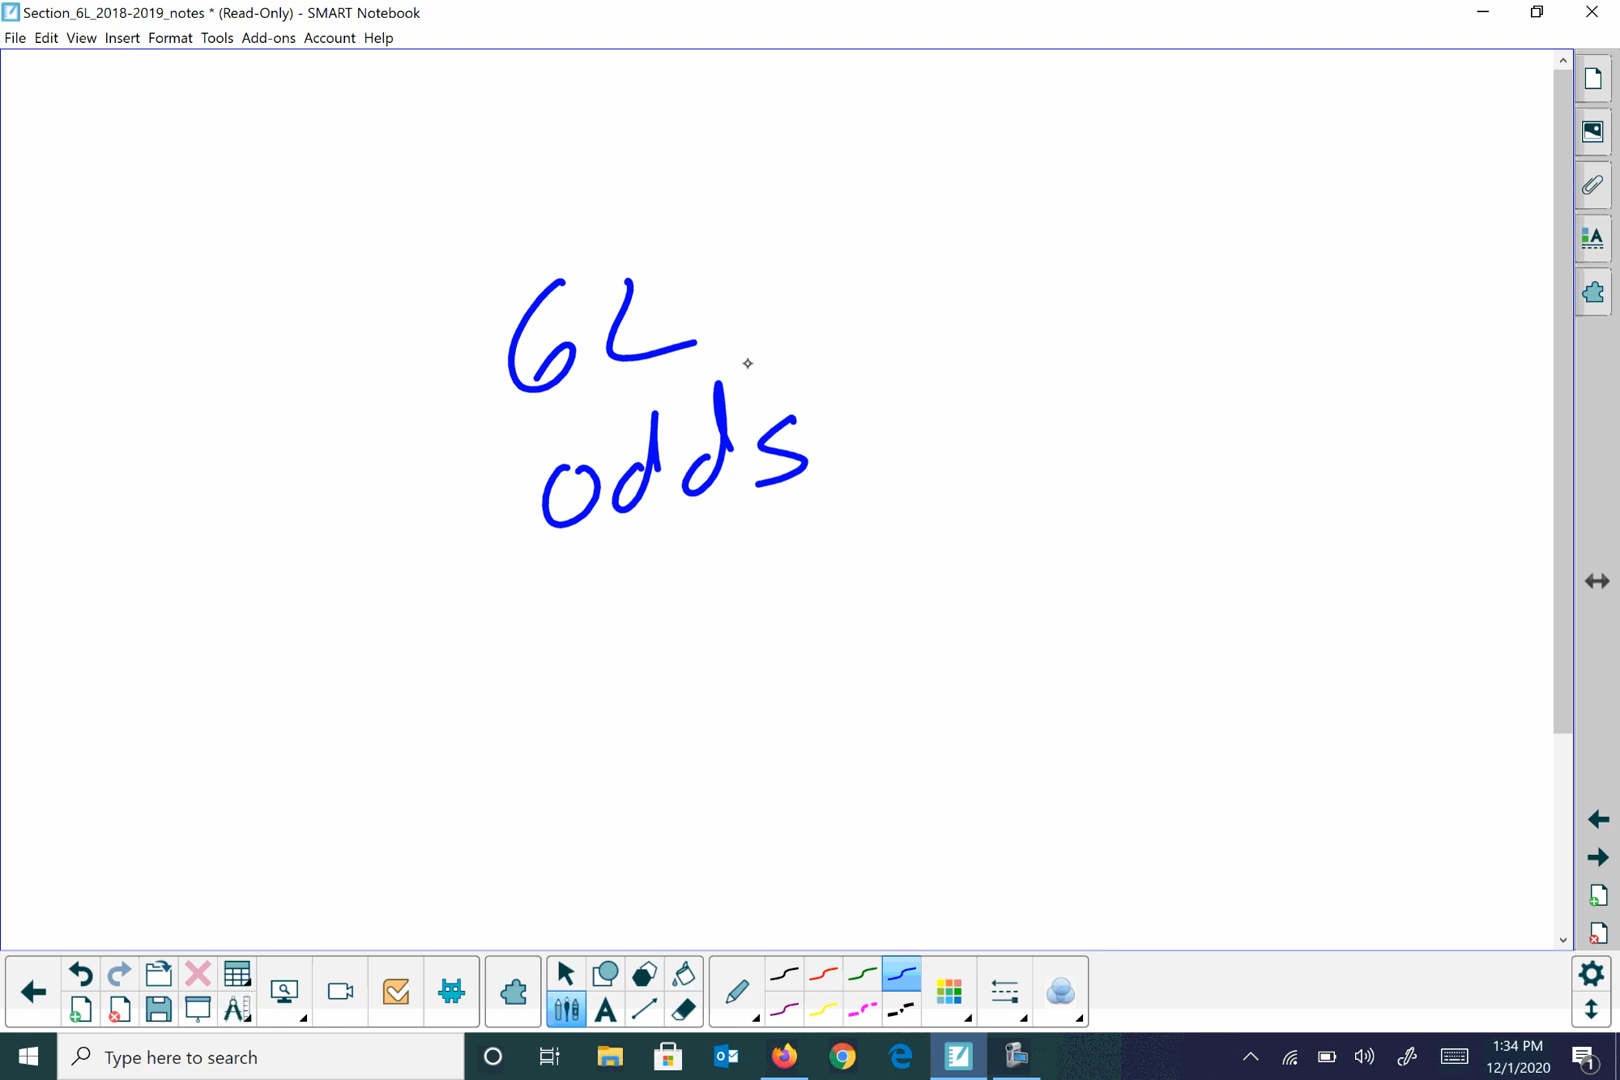 Section_6L_2018-2019_notes * (Read-Only) - SMART Notebook
File Edit View Insert Format Tools Add-ons Account Help
6L
odds
Type here to search
1:34 PM
12/1/2020
1